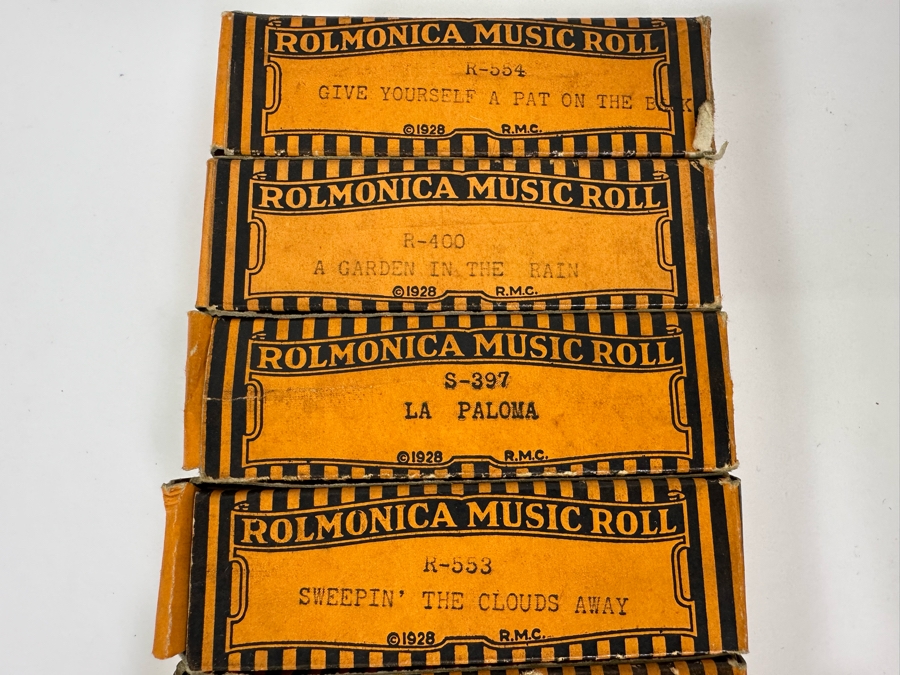 ROLMONICA MUSIC ROLL
R-554
GIVE YOURSELF A PAT ON THE
©1928 R.M.C.
ROLMONICA MUSIC ROLL
R-400
A GARDEN IN THE RAIN
©1928 R.M.C.
ROLMONICA MUSIC ROLL
S-397
LA PALOMA
©1928 R.M.C.
ROLMONICA MUSIC ROLL
R-553
SWEEPIN' THE CLOUDS AWAY
©1928 R.M.C.